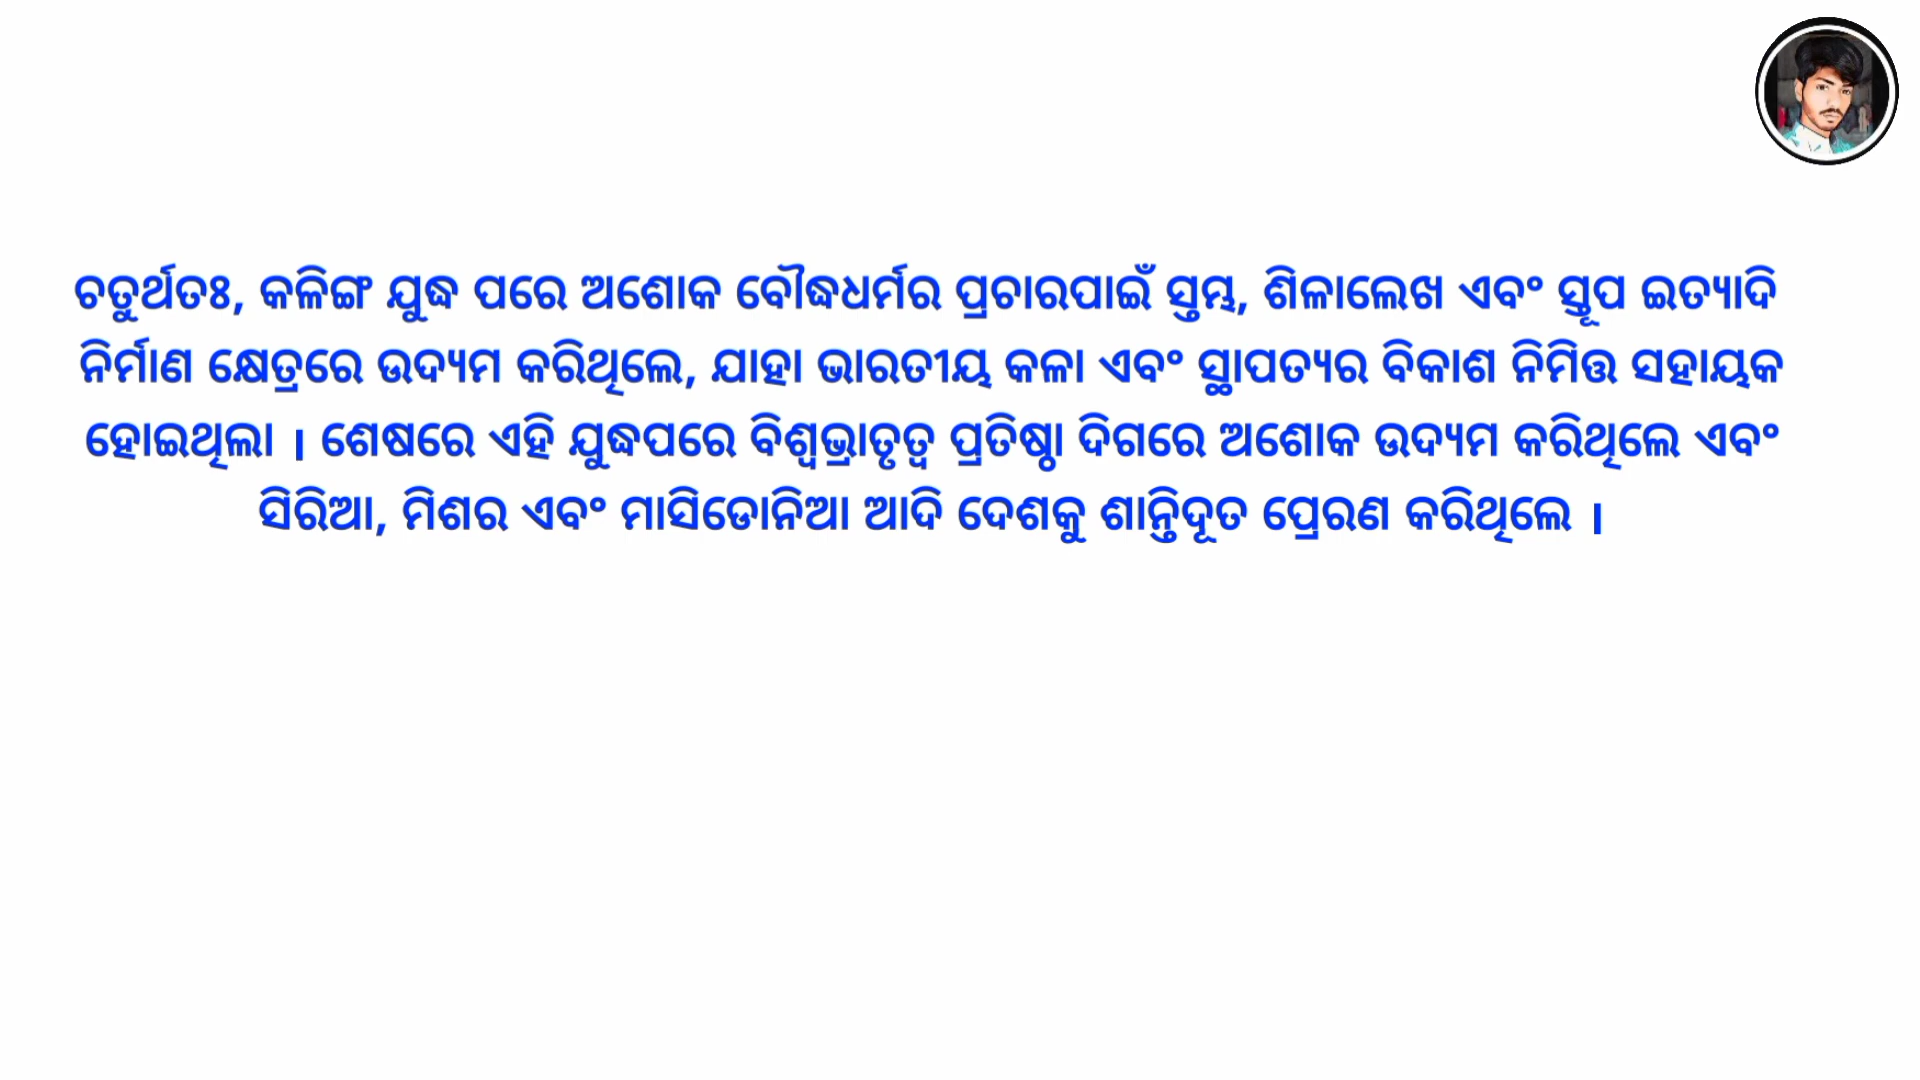 ଚତୁର୍ଥତଃ, କଳିଙ୍ଗ ଯୁଦ୍ଧ ପରେ ଅଶୋକ ବୌଦ୍ଧଧର୍ମର ପ୍ରଚାରପାଇଁ ସ୍ତମ୍ଭ, ଶିଳାଲେଖ ଏବଂ ସ୍ତୂପ ଇତ୍ୟାଦି
ନିର୍ମାଣ କ୍ଷେତ୍ରରେ ଉଦ୍ୟମ କରିଥିଲେ, ଯାହା ଭାରତୀୟ କଳା ଏବଂ ସ୍ଥାପତ୍ୟର ବିକାଶ ନିମିତ୍ତ ସହାୟକ
ହୋଇଥିଲା । ଶେଷରେ ଏହି ଯୁଦ୍ଧପରେ ବିଶ୍ୱଭ୍ରାତୃତ୍ୱ ପ୍ରତିଷ୍ଠା ଦିଗରେ ଅଶୋକ ଉଦ୍ୟମ କରିଥିଲେ ଏବଂ
ସିରିଆ, ମିଶର ଏବଂ ମାସିଡୋନିଆ ଆଦି ଦେଶକୁ ଶାନ୍ତିଦୂତ ପ୍ରେରଣ କରିଥିଲେ ।